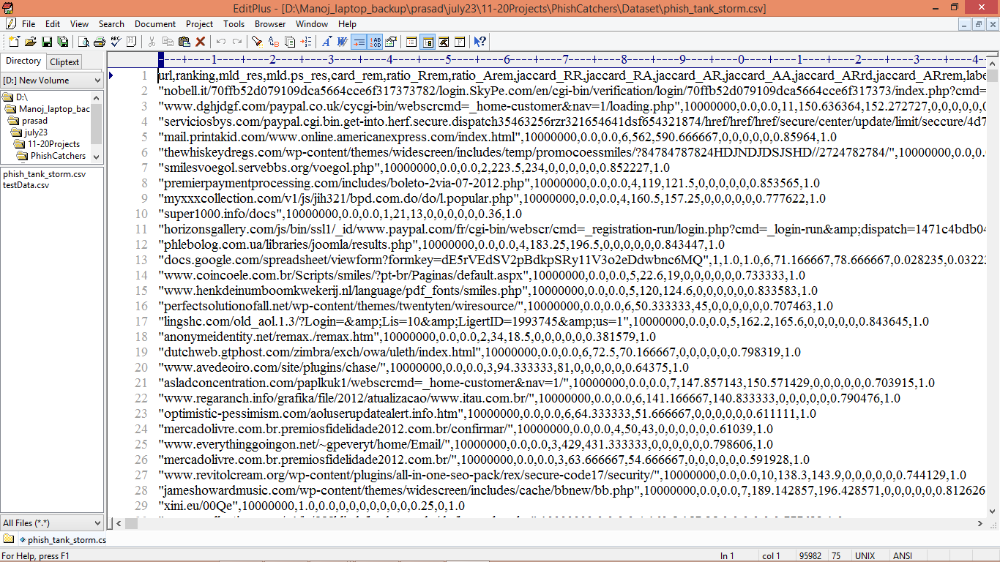 EditPlus - [D:\Manoj_laptop_backup\prasad\july23\11-20Projects\PhishCatchers\Dataset\phish_tank_storm.csv]
File Edit View Search Document Project Tools Browser Window Help
Directory Cliptext
[D:] New Volume
D:\
Manoj_laptop_bac
prasad
july23
11-20Projects
PhishCatchers
phish_tank_storm.csv
testData.csv
All Files (*.*)
----+----1----+----2----+----3----+----4----+----5----+----6----+----7----+----8----+----9----+----0----+----1----+----2----+----3----+----4-
1 url,ranking,mld_res,mld.ps_res,card_rem,ratio_Rrem,ratio_Arem,jaccard_RR,jaccard_RA,jaccard_AR,jaccard_AA,jaccard_ARrd,jaccard_ARrem,labe
2 "nobell.it/70ffb52d079109dca5664cce6f317373782/login.SkyPe.com/en/cgi-bin/verification/login/70ffb52d079109dca5664cce6f317373/index.php?cmd=
3 "www.dghjdgf.com/paypal.co.uk/cycgi-bin/webscrcmd=_home-customer&nav=1/loading.php",10000000,0.0,0.0,11,150.636364,152.272727,0,0,0,0,0,
4 "serviciosbys.com/paypal.cgi.bin.get-into.herf.secure.dispatch35463256rzr321654641dsf654321874/href/href/href/secure/center/update/limit/seccure/4d7
5 "mail.printakid.com/www.online.americanexpress.com/index.html",10000000,0.0,0.0,6,562,590.666667,0,0,0,0,0,0,0.85964,1.0
6 "thewhiskeydregs.com/wp-content/themes/widescreen/includes/temp/promocoessmiles/?84784787824HDJNDJDSJSHD//2724782784/",10000000,0.0,0.
7 "smilesvoegol.servebbs.org/voegol.php",10000000,0.0,0.0,2,223.5,234,0,0,0,0,0,0,0.852227,1.0
8 "premierpaymentprocessing.com/includes/boleto-2via-07-2012.php",10000000,0.0,0.0,4,119,121.5,0,0,0,0,0,0,0.853565,1.0
9 "myxxxcollection.com/v1/js/jih321/bpd.com.do/do/l.popular.php",10000000,0.0,0.0,4,160.5,157.25,0,0,0,0,0,0,0.777622,1.0
10 "super1000.info/docs",10000000,0.0,0.0,1,21,13,0,0,0,0,0,0,0.36,1.0
11 "horizonsgallery.com/js/bin/ssl1/_id/www.paypal.com/fr/cgi-bin/webscr/cmd=_registration-run/login.php?cmd=_login-run&amp;dispatch=1471c4bdb04
12 "phlebolog.com.ua/libraries/joomla/results.php",10000000,0.0,0.0,4,183.25,196.5,0,0,0,0,0,0,0.843447,1.0
13 "docs.google.com/spreadsheet/viewform?formkey=dE5rVEdSV2pBdkpSRy11V3o2eDdwbnc6MQ",1,1.0,1.0,6,71.166667,78.666667,0.028235,0.0322
14 "www.coincoele.com.br/Scripts/smiles/?pt-br/Paginas/default.aspx",10000000,0.0,0.0,5,22.6,19,0,0,0,0,0,0,0.733333,1.0
15 "www.henkdeinumboomkwekerij.nl/language/pdf_fonts/smiles.php",10000000,0.0,0.0,5,120,124.6,0,0,0,0,0,0,0.833583,1.0
16 "perfectsolutionofall.net/wp-content/themes/twentyten/wiresource/",10000000,0.0,0.0,6,50.333333,45,0,0,0,0,0,0,0.707463,1.0
17 "lingshc.com/old_aol.1.3/?Login=&amp;Lis=10&amp;LigertID=1993745&amp;us=1",10000000,0.0,0.0,5,162.2,165.6,0,0,0,0,0,0,0.843645,1.0
18 "anonymeidentity.net/remax./remax.htm",10000000,0.0,0.0,2,34,18.5,0,0,0,0,0,0,0.381579,1.0
19 "dutchweb.gtphost.com/zimbra/exch/owa/uleth/index.html",10000000,0.0,0.0,6,72.5,70.166667,0,0,0,0,0,0,0.798319,1.0
20 "www.avedeoiro.com/site/plugins/chase/",10000000,0.0,0.0,3,94.333333,81,0,0,0,0,0,0,0.64375,1.0
21 "asladconcentration.com/paplkuk1/webscrcmd=_home-customer&nav=1/",10000000,0.0,0.0,7,147.857143,150.571429,0,0,0,0,0,0,0.703915,1.0
22 "www.regaranch.info/grafika/file/2012/atualizacao/www.itau.com.br/",10000000,0.0,0.0,6,141.166667,140.833333,0,0,0,0,0,0,0.790476,1.0
23 "optimistic-pessimism.com/aoluserupdatealert.info.htm",10000000,0.0,0.0,6,64.333333,51.666667,0,0,0,0,0,0,0.611111,1.0
24 "mercadolivre.com.br.premiosfidelidade2012.com.br/confirmar/",10000000,0.0,0.0,4,50,43,0,0,0,0,0,0,0.61039,1.0
25 "www.everythinggoingon.net/~gpeveryt/home/Email/",10000000,0.0,0.0,3,429,431.333333,0,0,0,0,0,0,0.798606,1.0
26 "mercadolivre.com.br.premiosfidelidade2012.com.br/",10000000,0.0,0.0,3,63.666667,54.666667,0,0,0,0,0,0,0.591928,1.0
27 "www.revitolcream.org/wp-content/plugins/all-in-one-seo-pack/rex/secure-code17/security/",10000000,0.0,0.0,10,138.3,143.9,0,0,0,0,0,0,0.744129,1.0
28 "jameshowardmusic.com/wp-content/themes/widescreen/includes/cache/bbnew/bb.php",10000000,0.0,0.0,7,189.142857,196.428571,0,0,0,0,0,0,0.812626
29 "xini.eu/00Qe",10000000,1.0,0.0,0,0,0,0,0,0,0,0,0.25,0,1.0
phish_tank_storm.cs
For Help, press F1 ln 1 col 1 95982 75 UNIX ANSI